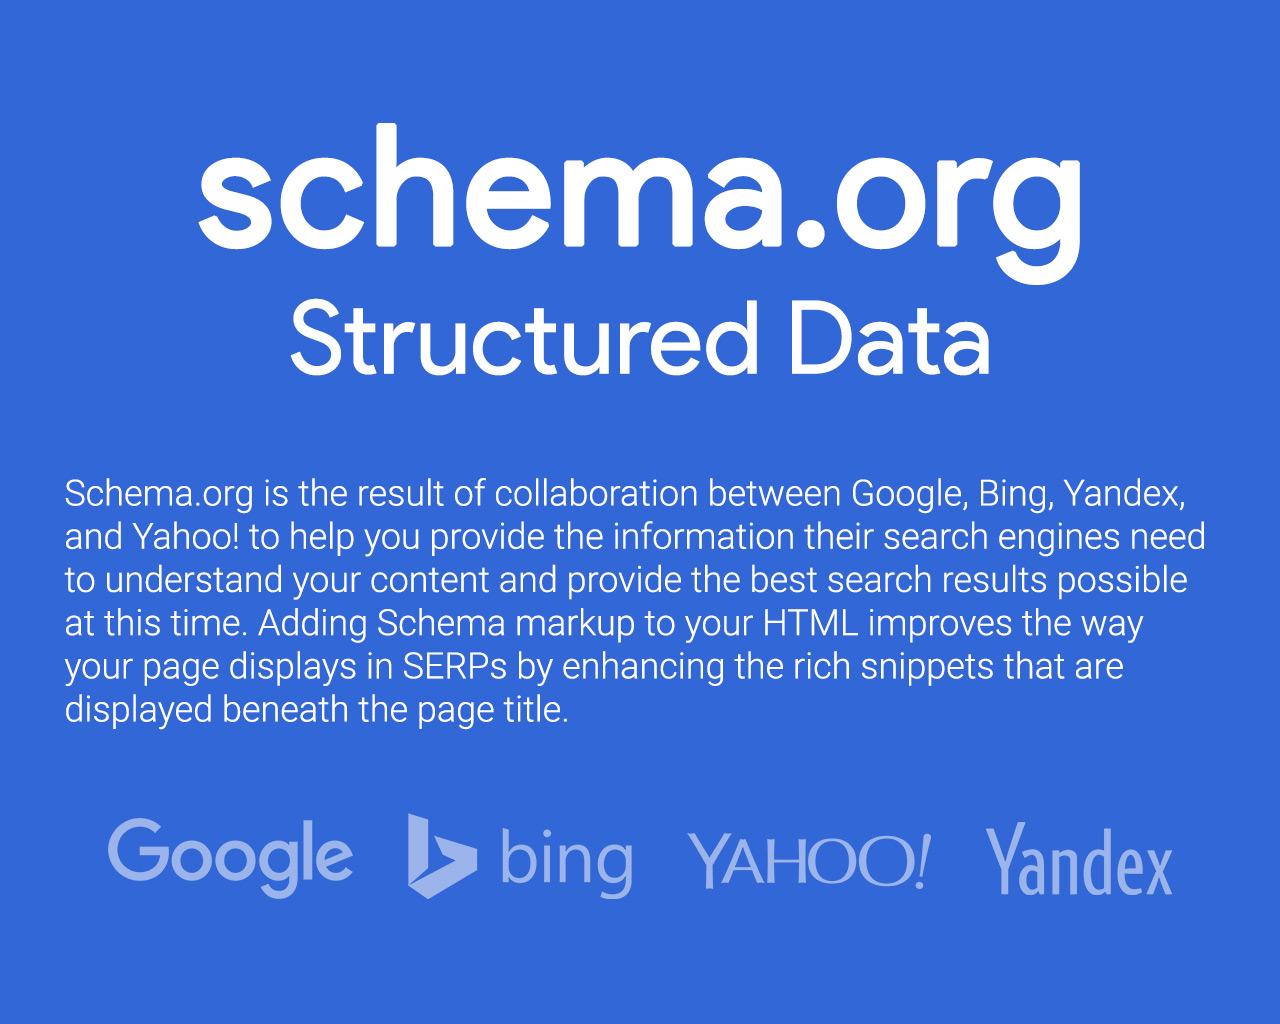 schema.org
Structured Data
Schema.org is the result of collaboration between Google, Bing, Yandex,
and Yahoo! to help you provide the information their search engines need
to understand your content and provide the best search results possible
at this time. Adding Schema markup to your HTML improves the way
your page displays in SERPs by enhancing the rich snippets that are
displayed beneath the page title.
Google bing YAHOO! Yandex